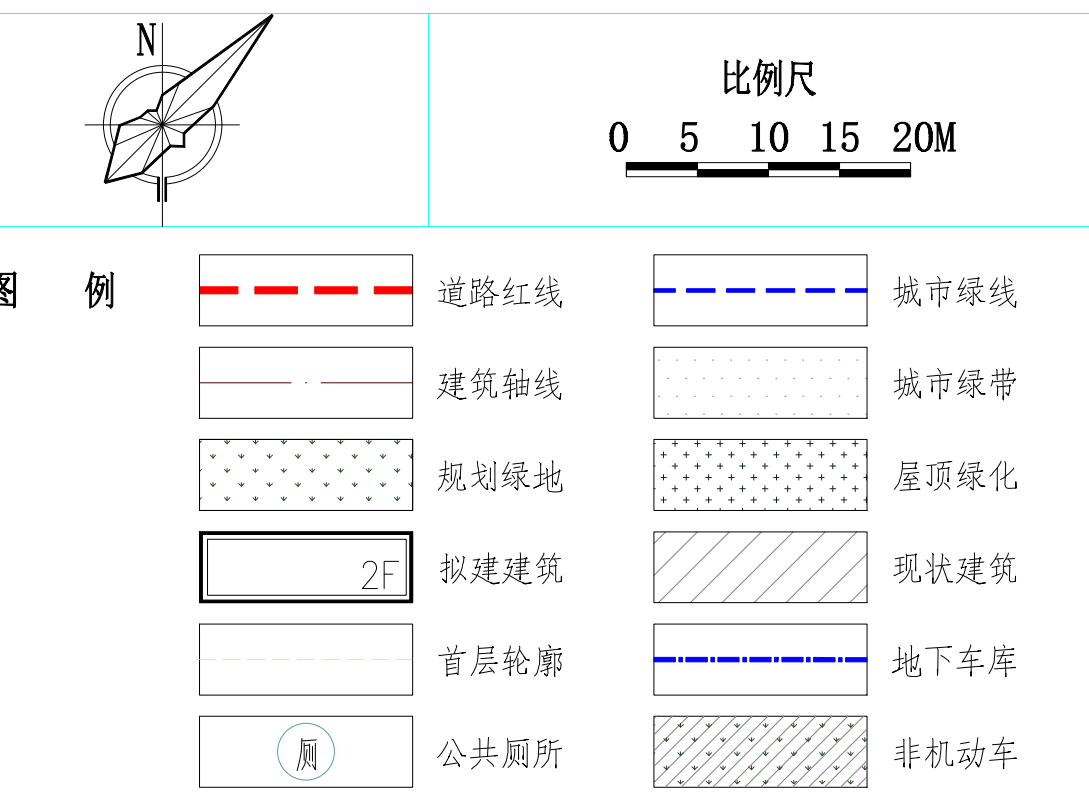 N
比例尺
0 5 10 15 20M
图 例
道路红线
城市绿线
建筑轴线
城市绿带
规划绿地
屋顶绿化
2F
拟建建筑
现状建筑
首层轮廓
地下车库
厕
公共厕所
非机动车